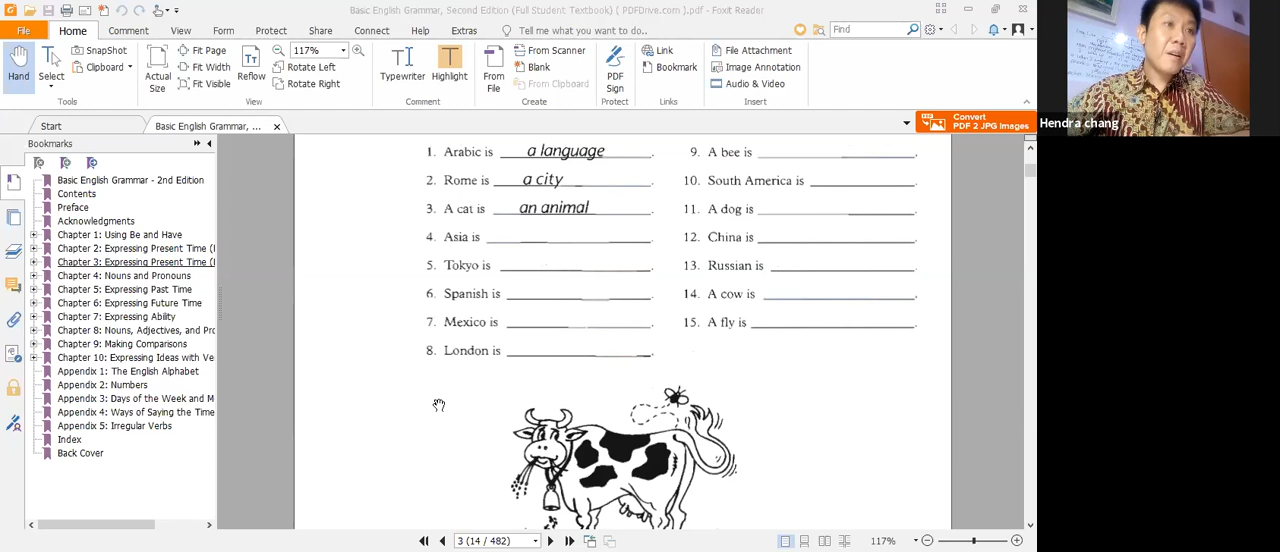 Basic English Grammar, Second Edition (Full Student Textbook) ( PDFDrive.com ).pdf - Foxit Reader
File
Home
Comment
View
Form
Protect
Share
Connect
Help
Extras
Tell me what you want to do..
Find
Hand
Select
SnapShot
Clipboard
Actual Size
Fit Page
Fit Width
Fit Visible
Reflow
117%
Rotate Left
Rotate Right
Typewriter
Highlight
From File
From Scanner
Blank
From Clipboard
PDF Sign
Link
Bookmark
File Attachment
Image Annotation
Audio & Video
Tools
View
Comment
Create
Protect
Links
Insert
Start
Basic English Grammar, ...
Convert
PDF 2 JPG Images
Hendra chang
Bookmarks
Basic English Grammar - 2nd Edition
Contents
Preface
Acknowledgments
Chapter 1: Using Be and Have
Chapter 2: Expressing Present Time (
Chapter 3: Expressing Present Time (
Chapter 4: Nouns and Pronouns
Chapter 5: Expressing Past Time
Chapter 6: Expressing Future Time
Chapter 7: Expressing Ability
Chapter 8: Nouns, Adjectives, and Pro
Chapter 9: Making Comparisons
Chapter 10: Expressing Ideas with Ve
Appendix 1: The English Alphabet
Appendix 2: Numbers
Appendix 3: Days of the Week and M
Appendix 4: Ways of Saying the Time
Appendix 5: Irregular Verbs
Index
Back Cover
1. Arabic is a language.
2. Rome is a city.
3. A cat is an animal.
4. Asia is ______.
5. Tokyo is ______.
6. Spanish is ______.
7. Mexico is ______.
8. London is ______.
9. A bee is ______.
10. South America is ______.
11. A dog is ______.
12. China is ______.
13. Russian is ______.
14. A cow is ______.
15. A fly is ______.
3 (14 / 482)
117%